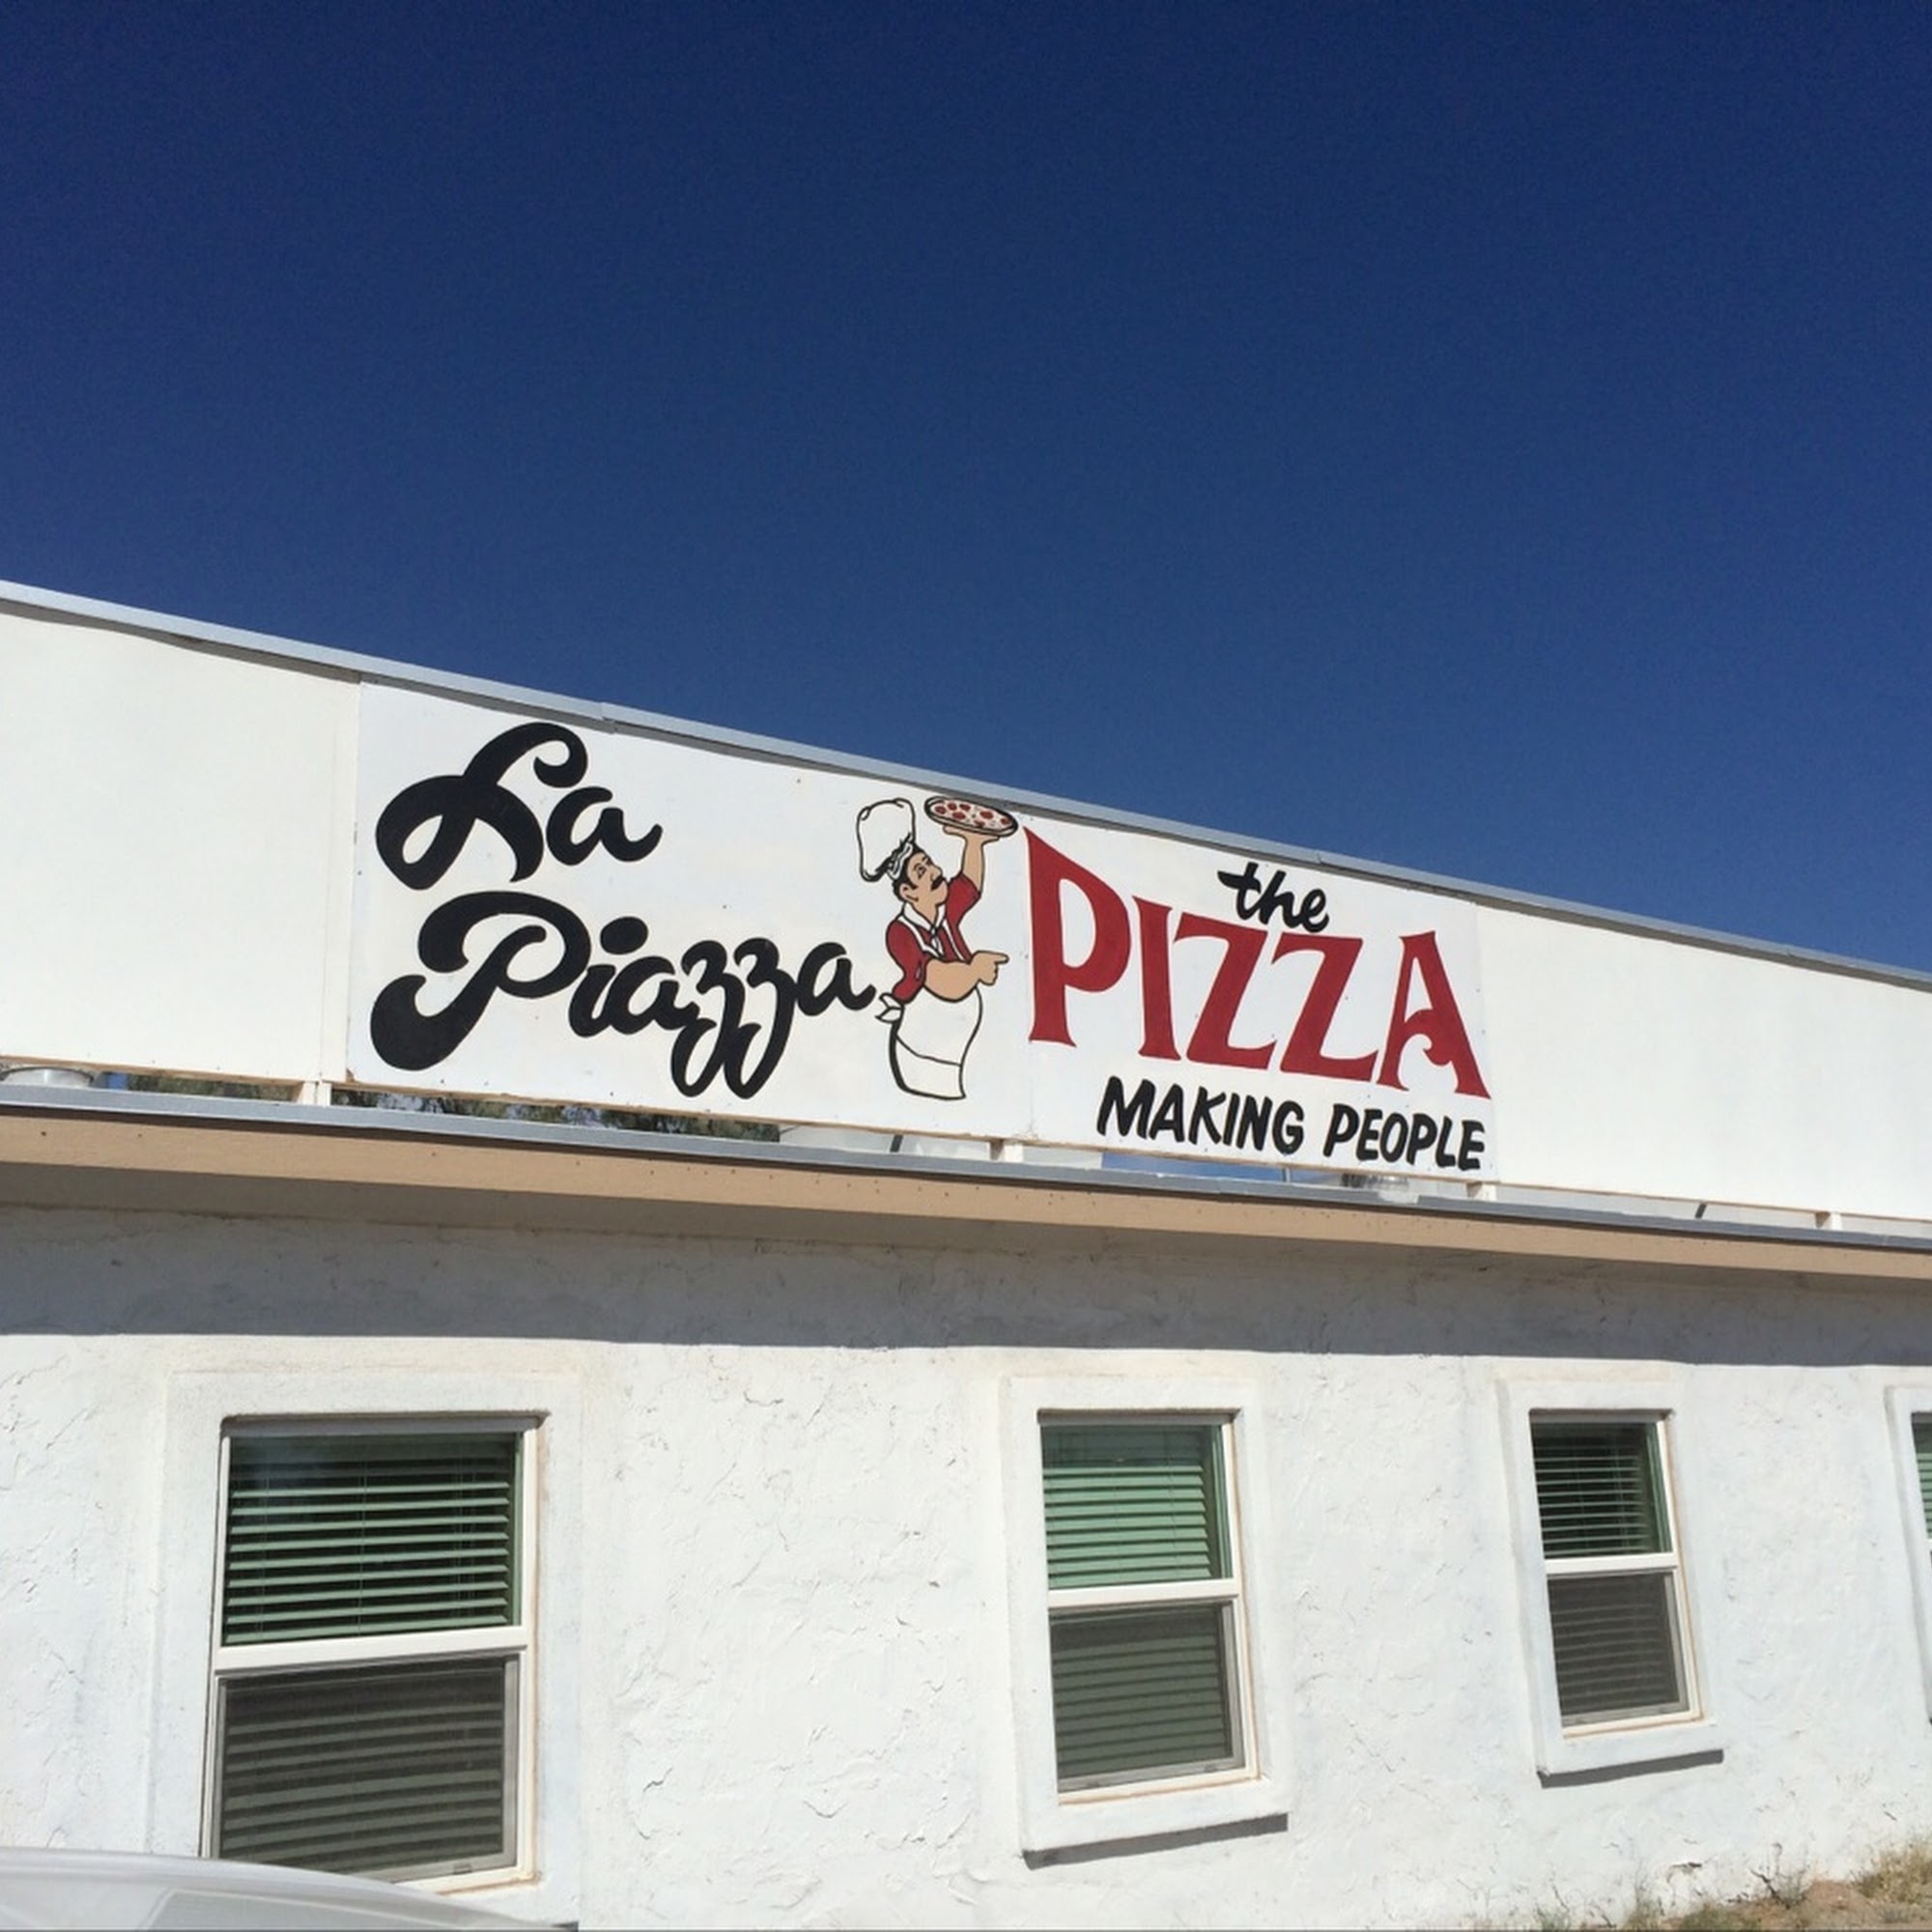 La
Piazza
the
PIZZA
MAKING PEOPLE